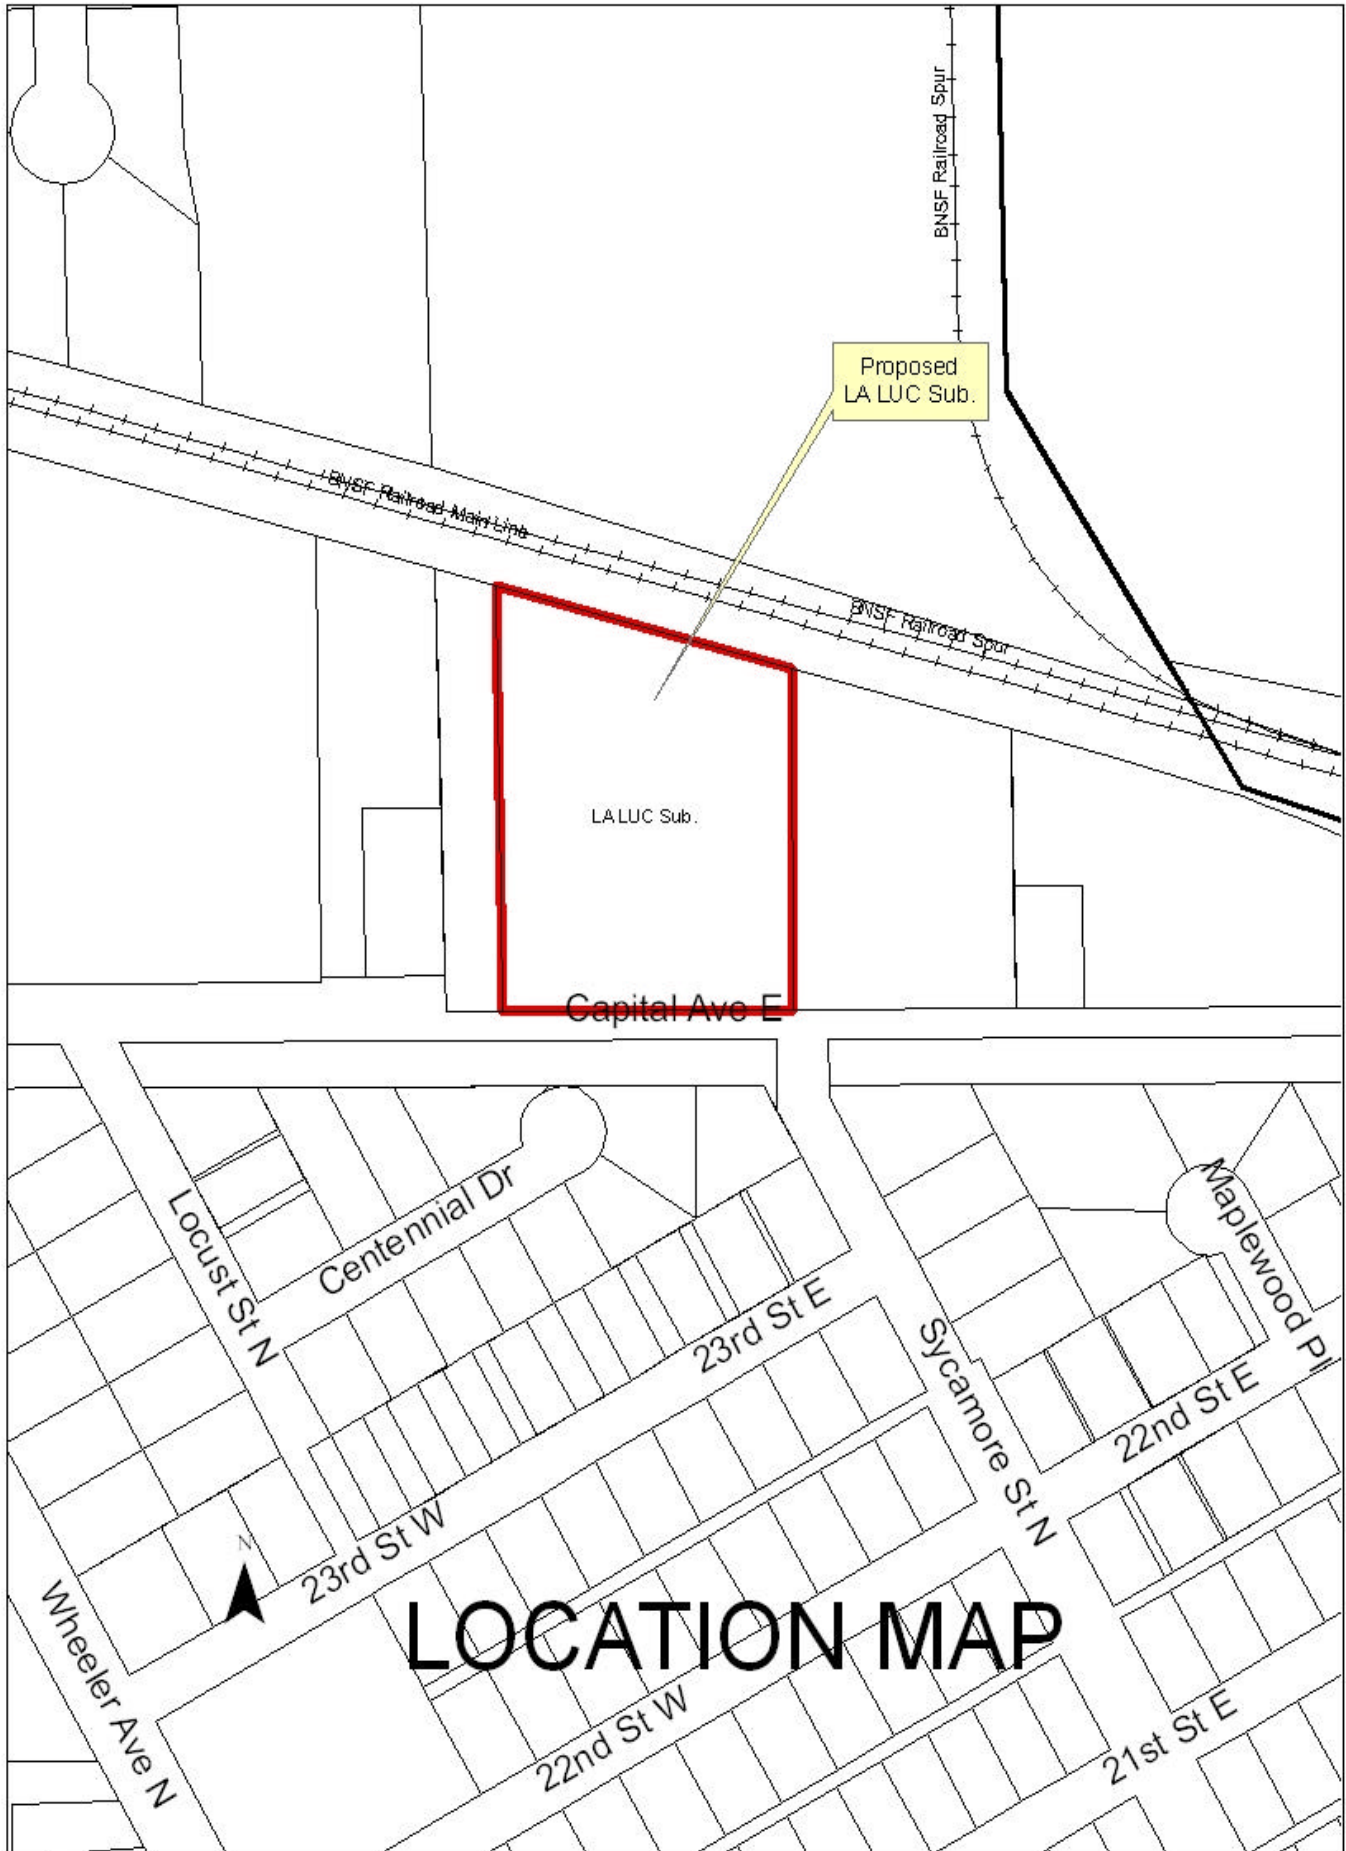 BNSF Railroad Spur
Proposed
LA LUC Sub.
BNSF Railroad Main Line
BNSF Railroad Spur
LA LUC Sub.
Capital Ave E
Centennial Dr
Locust St N
Maplewood Pl
23rd St E
Sycamore St N
22nd St E
23rd St W
N
Wheeler Ave N
LOCATION MAP
22nd St W
21st St E